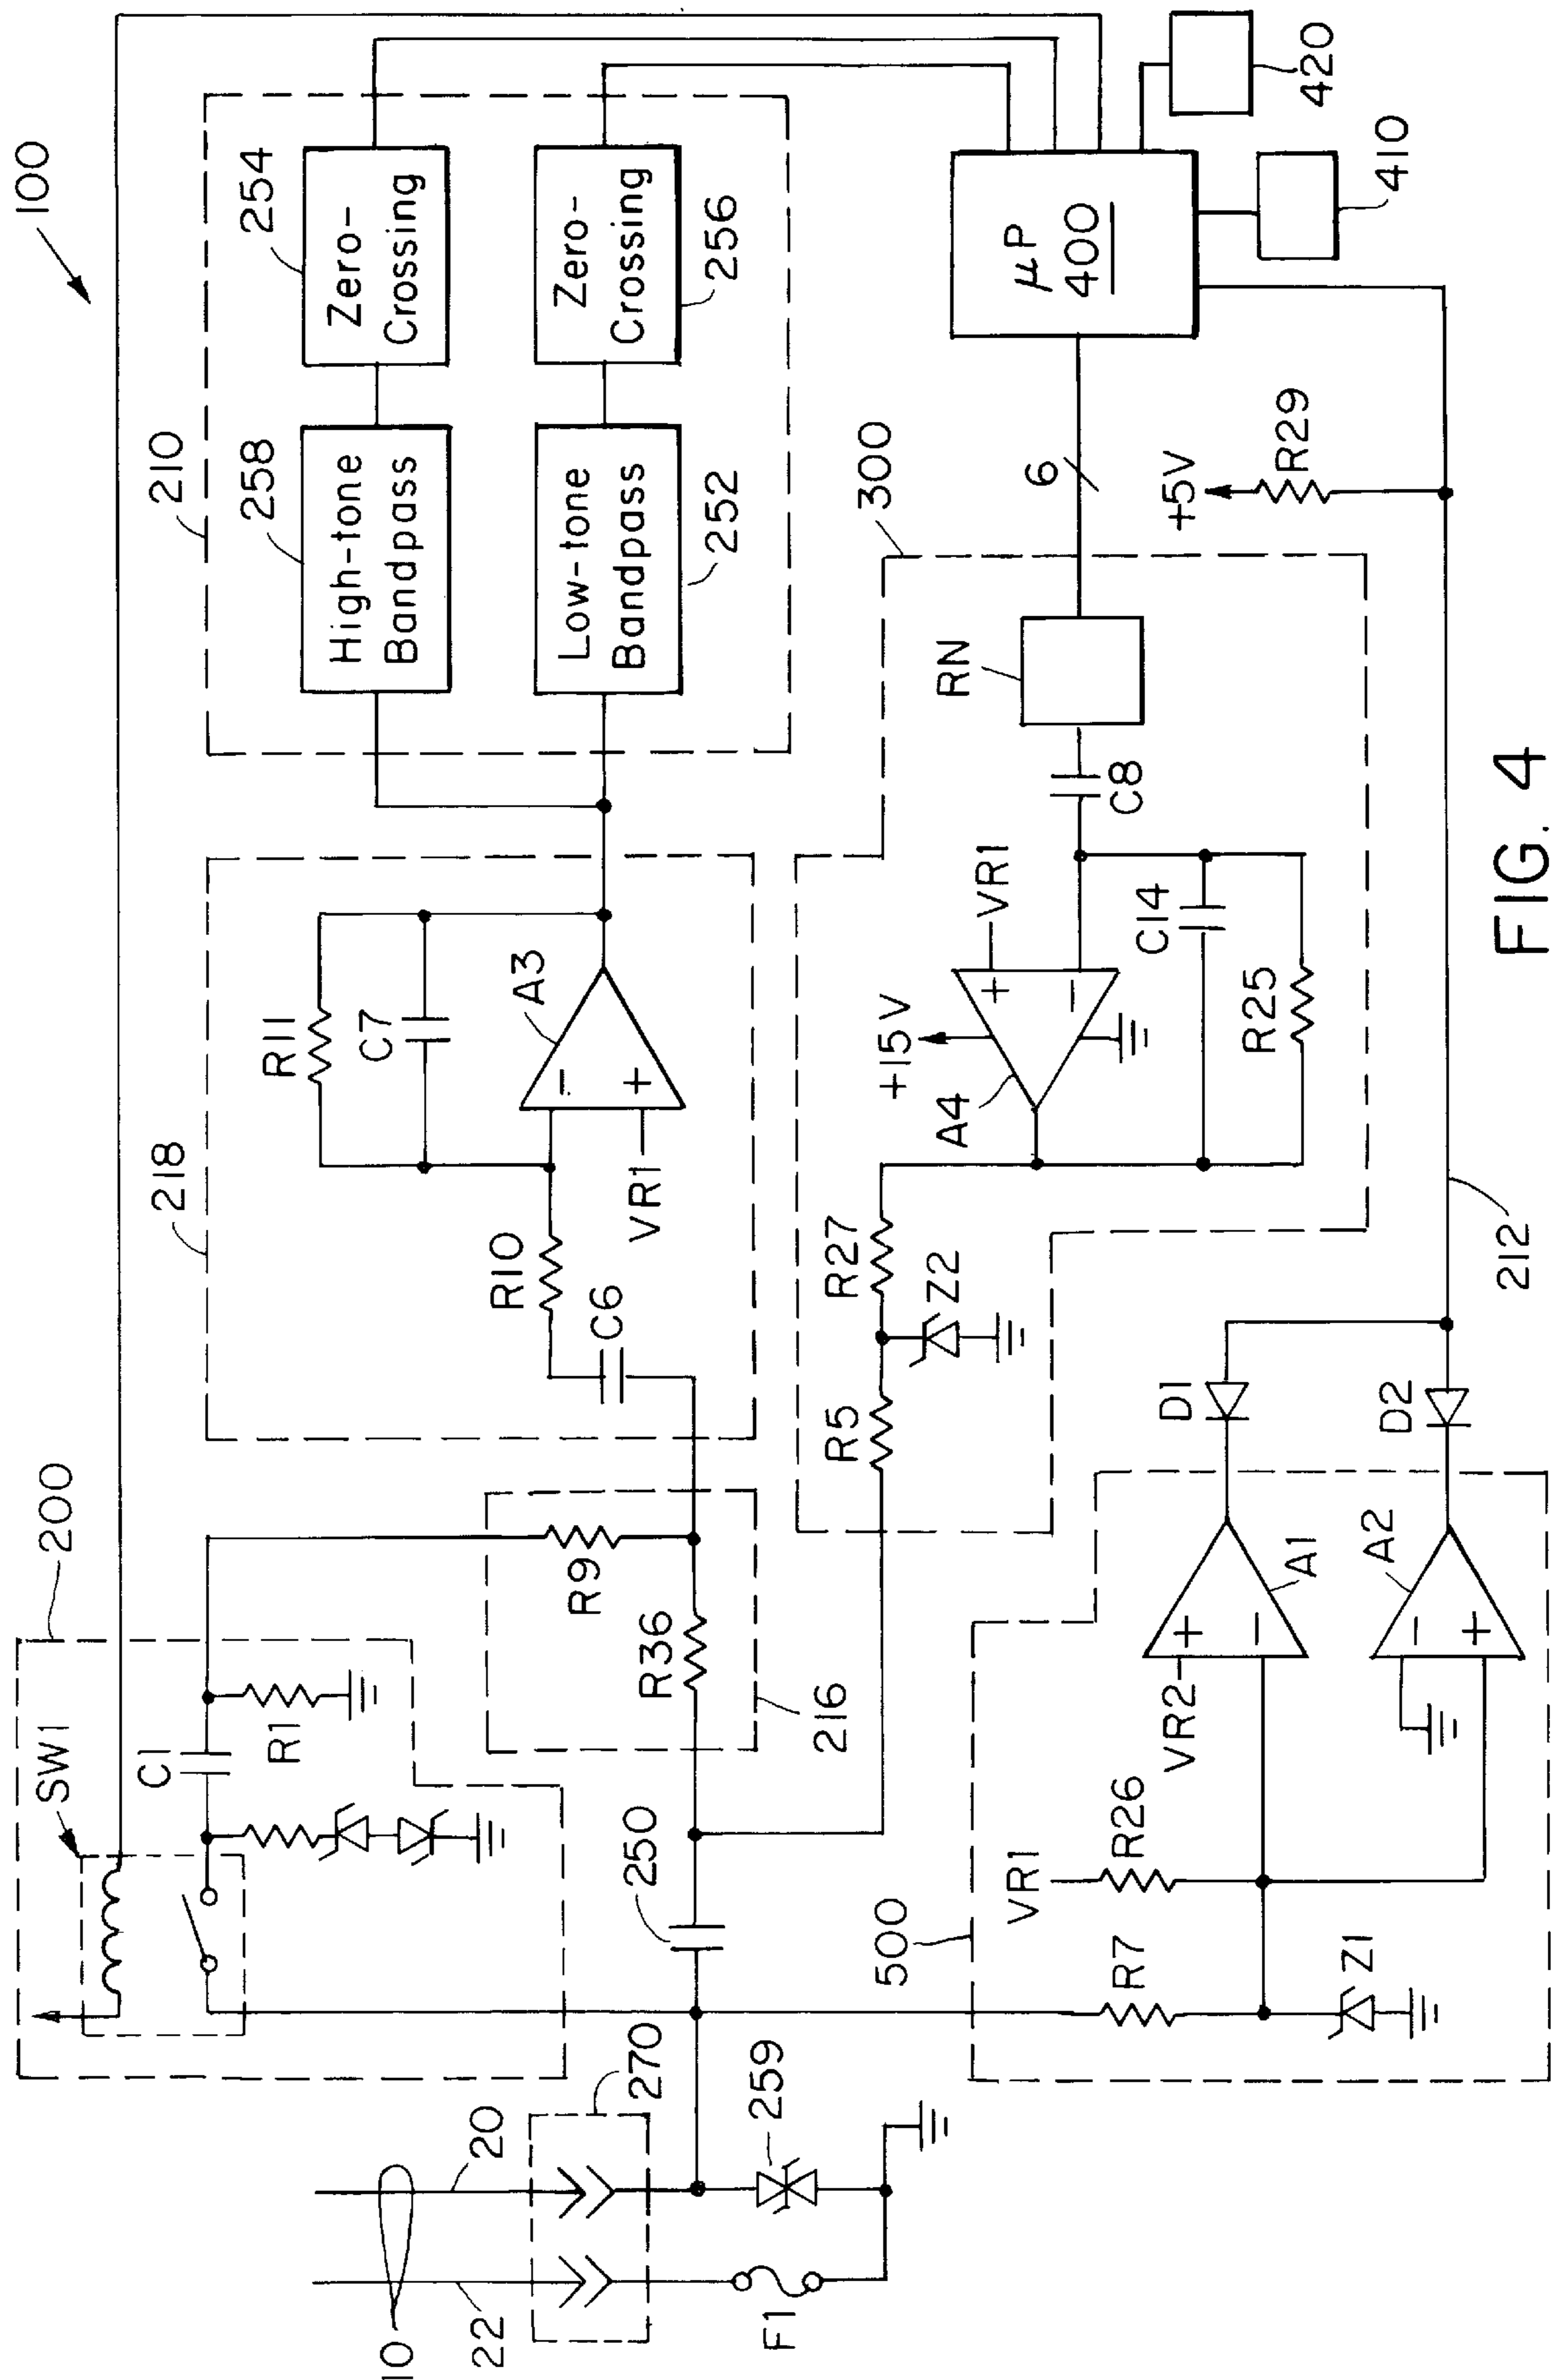 100
200
SW1
C1
R1
R9
R36
216
218
R11
C7
A3
−
+
VR1
R10
C6
210
258
High-tone
Bandpass
254
Zero-
Crossing
Low-tone
Bandpass
252
Zero-
Crossing
256
10
22
20
270
259
F1
250
300
R5
R27
Z2
A4
+15V
+
−
VR1
C14
R25
C8
RN
6
μP
400
420
410
+5V
R29
500
VR1
R26
R7
Z1
VR2
+
−
A1
−
+
A2
D1
D2
212
FIG. 4